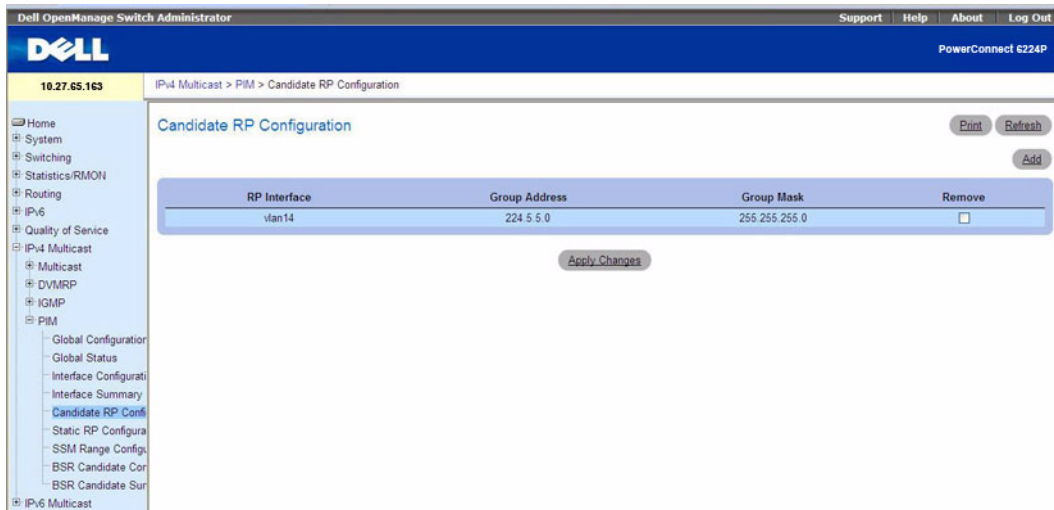 Dell OpenManage Switch Administrator
Support Help About Log Out
DELL
PowerConnect 6224P
10.27.65.163
IPv4 Multicast > PIM > Candidate RP Configuration
Home
System
Switching
Statistics/RMON
Routing
IPv6
Quality of Service
IPv4 Multicast
Multicast
DVMRP
IGMP
PIM
Global Configuration
Global Status
Interface Configurati
Interface Summary
Candidate RP Confi
Static RP Configura
SSM Range Configu
BSR Candidate Con
BSR Candidate Sum
IPv6 Multicast
Candidate RP Configuration
Print Refresh
Add
RP Interface Group Address Group Mask Remove
vlan14 224.5.5.0 255.255.255.0
Apply Changes